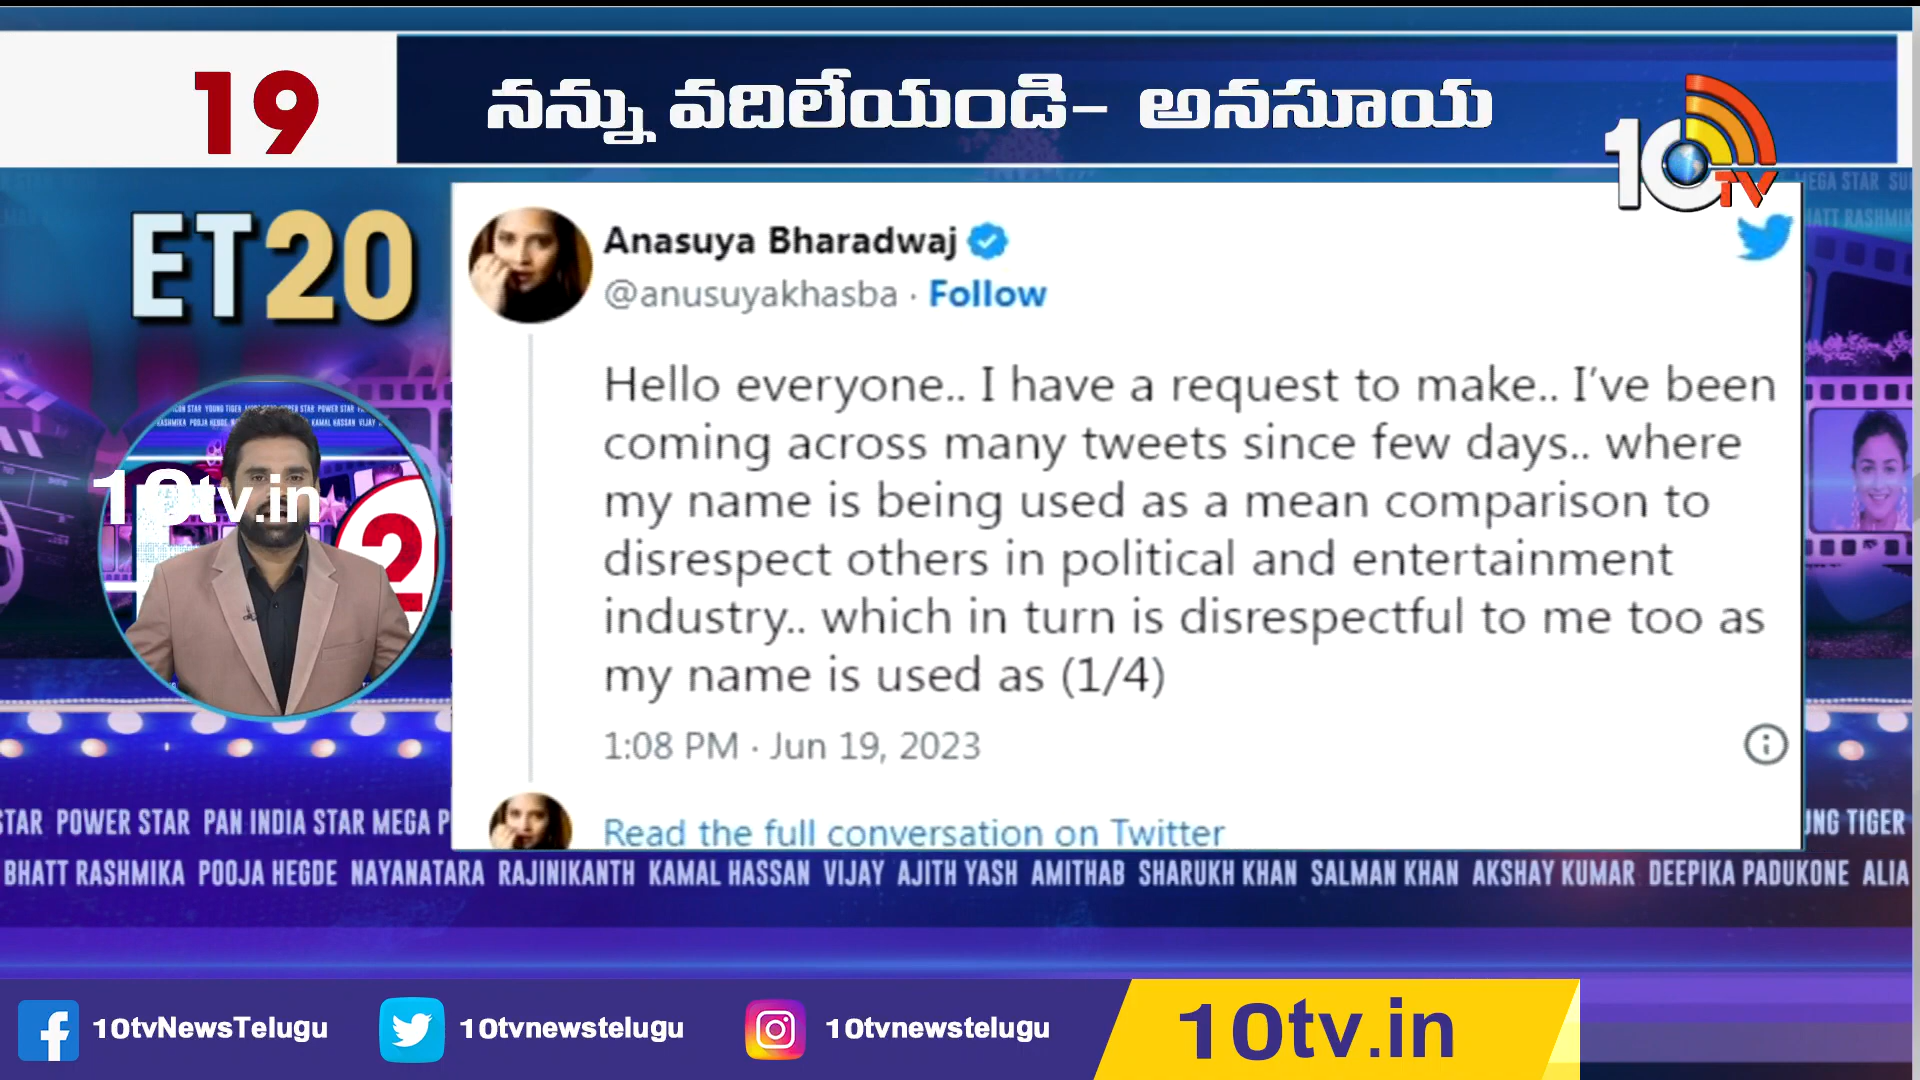 19
నన్ను వదిలేయండి- అనసూయ
10TV
ET20
Anasuya Bharadwaj
@anusuyakhasba · Follow
Hello everyone.. I have a request to make.. I've been
coming across many tweets since few days.. where
my name is being used as a mean comparison to
disrespect others in political and entertainment
industry.. which in turn is disrespectful to me too as
my name is used as (1/4)
1:08 PM · Jun 19, 2023
Read the full conversation on Twitter
10tv.in
2
MEGA STAR
STAR POWER STAR PAN INDIA STAR MEGA
TIGER
BHATT RASHMIKA POOJA HEGDE NAYANATARA RAJINIKANTH KAMAL HASSAN VIJAY AJITH YASH AMITHAB SHARUKH KHAN SALMAN KHAN AKSHAY KUMAR DEEPIKA PADUKONE ALIA
10tvNewsTelugu
10tvnewstelugu
10tvnewstelugu
10tv.in